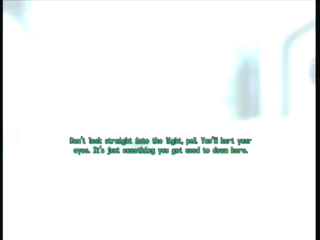 Don't look straight into the light, pal. You'll hurt your
eyes. It's just something you get used to down here.